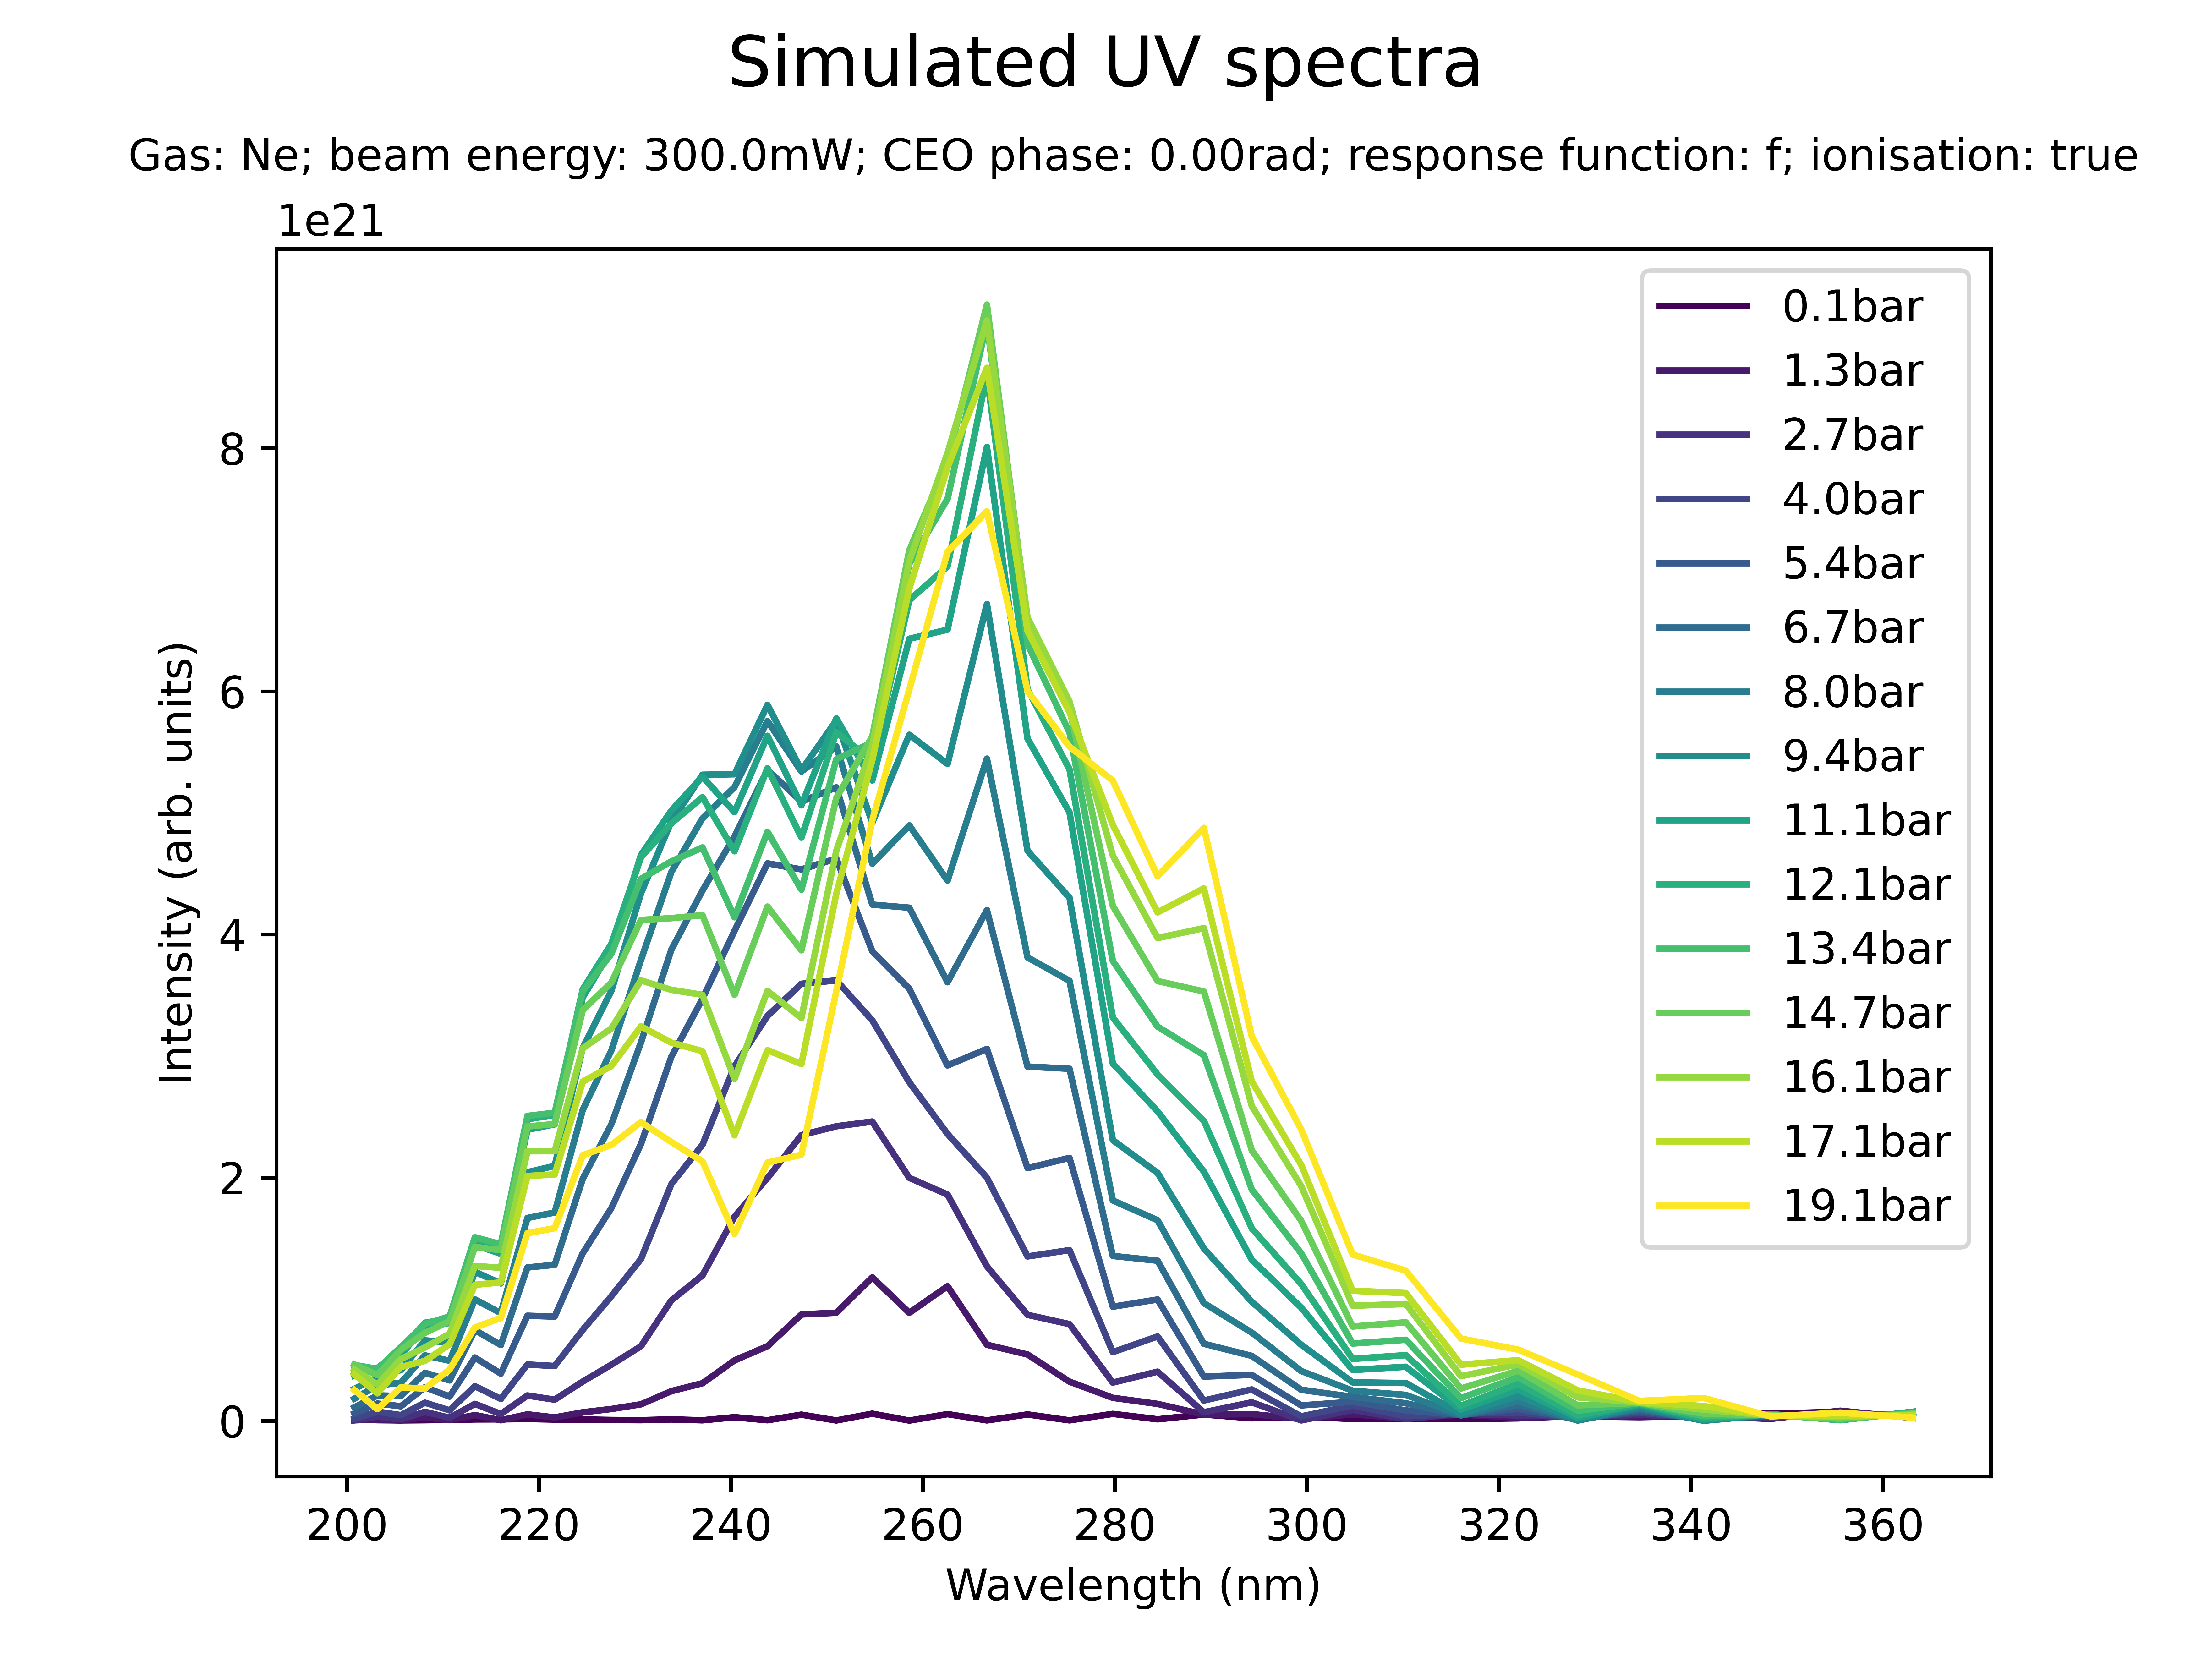 Simulated UV spectra
Gas: Ne; beam energy: 300.0mW; CEO phase: 0.00rad; response function: f; ionisation: true
1e21
8
6
4
2
0
Intensity (arb. units)
0.1bar
1.3bar
2.7bar
4.0bar
5.4bar
6.7bar
8.0bar
9.4bar
11.1bar
12.1bar
13.4bar
14.7bar
16.1bar
17.1bar
19.1bar
200 220 240 260 280 300 320 340 360
Wavelength (nm)